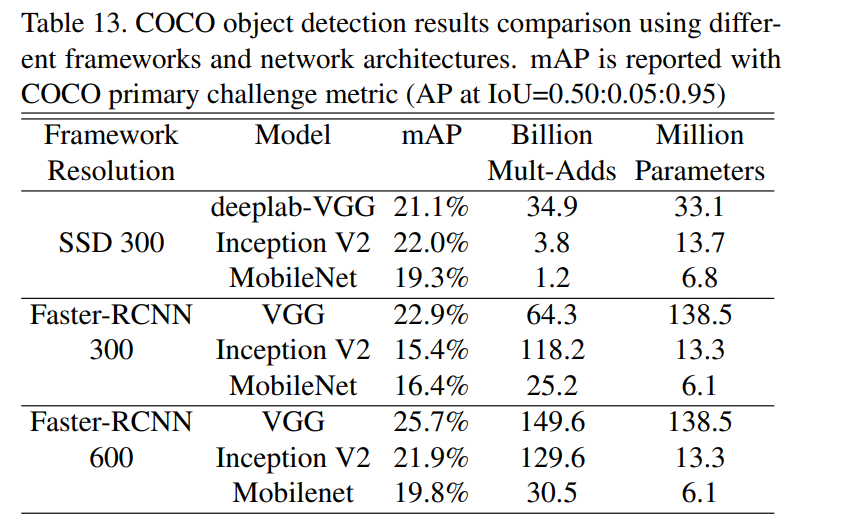 Table 13. COCO object detection results comparison using differ-
ent frameworks and network architectures. mAP is reported with
COCO primary challenge metric (AP at IoU=0.50:0.05:0.95)
Framework Model mAP Billion Million
Resolution Mult-Adds Parameters
deeplab-VGG 21.1% 34.9 33.1
SSD 300 Inception V2 22.0% 3.8 13.7
MobileNet 19.3% 1.2 6.8
Faster-RCNN VGG 22.9% 64.3 138.5
300 Inception V2 15.4% 118.2 13.3
MobileNet 16.4% 25.2 6.1
Faster-RCNN VGG 25.7% 149.6 138.5
600 Inception V2 21.9% 129.6 13.3
Mobilenet 19.8% 30.5 6.1